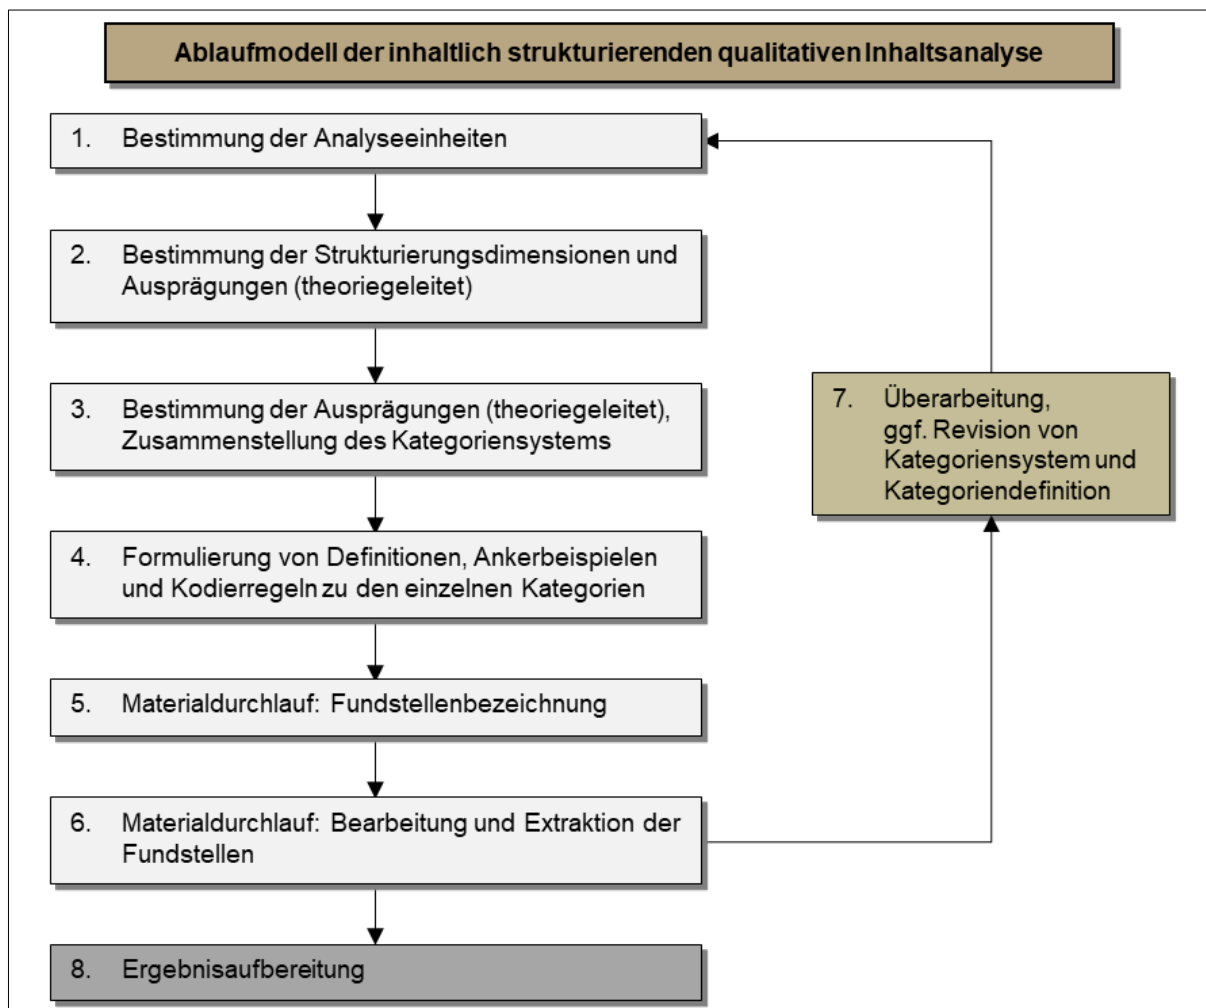 Ablaufmodell der inhaltlich strukturierenden qualitativen Inhaltsanalyse
1. Bestimmung der Analyseeinheiten
2. Bestimmung der Strukturierungsdimensionen und
Ausprägungen (theoriegeleitet)
3. Bestimmung der Ausprägungen (theoriegeleitet),
Zusammenstellung des Kategoriensystems
4. Formulierung von Definitionen, Ankerbeispielen
und Kodierregeln zu den einzelnen Kategorien
5. Materialdurchlauf: Fundstellenbezeichnung
6. Materialdurchlauf: Bearbeitung und Extraktion der
Fundstellen
7. Überarbeitung,
ggf. Revision von
Kategoriensystem und
Kategoriendefinition
8. Ergebnisaufbereitung